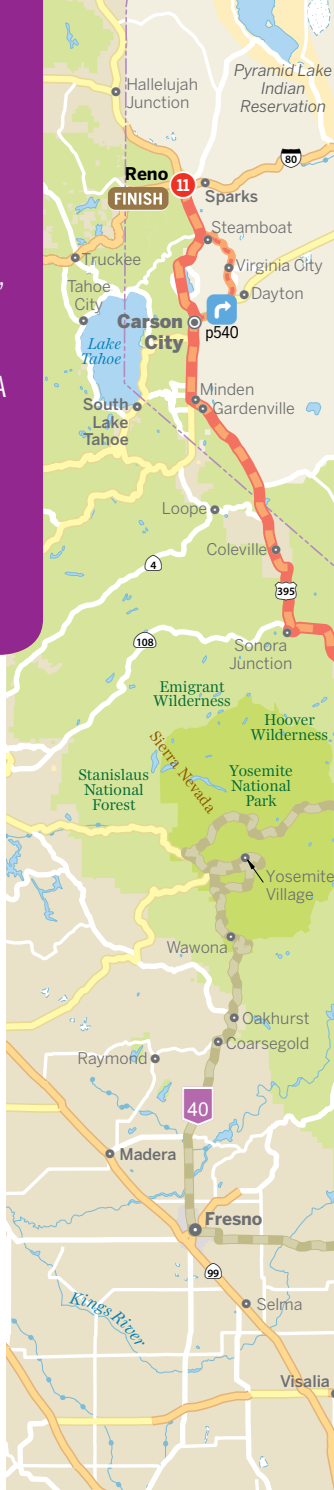 Pyramid Lake
Indian
Reservation
Hallelujah
Junction
80
Reno
11
FINISH
Sparks
Steamboat
Truckee
Virginia City
,
Tahoe
City
Dayton
Carson
City
p540
Lake
Tahoe
A
Minden
Gardenville
South
Lake
Tahoe
Loope
Coleville
4
395
108
Sonora
Junction
Emigrant
Wilderness
Hoover
Wilderness
Sierra Nevada
Stanislaus
National
Forest
Yosemite
National
Park
Yosemite
Village
Wawona
Oakhurst
Coarsegold
Raymond
40
Madera
Fresno
99
Kings River
Selma
Visalia